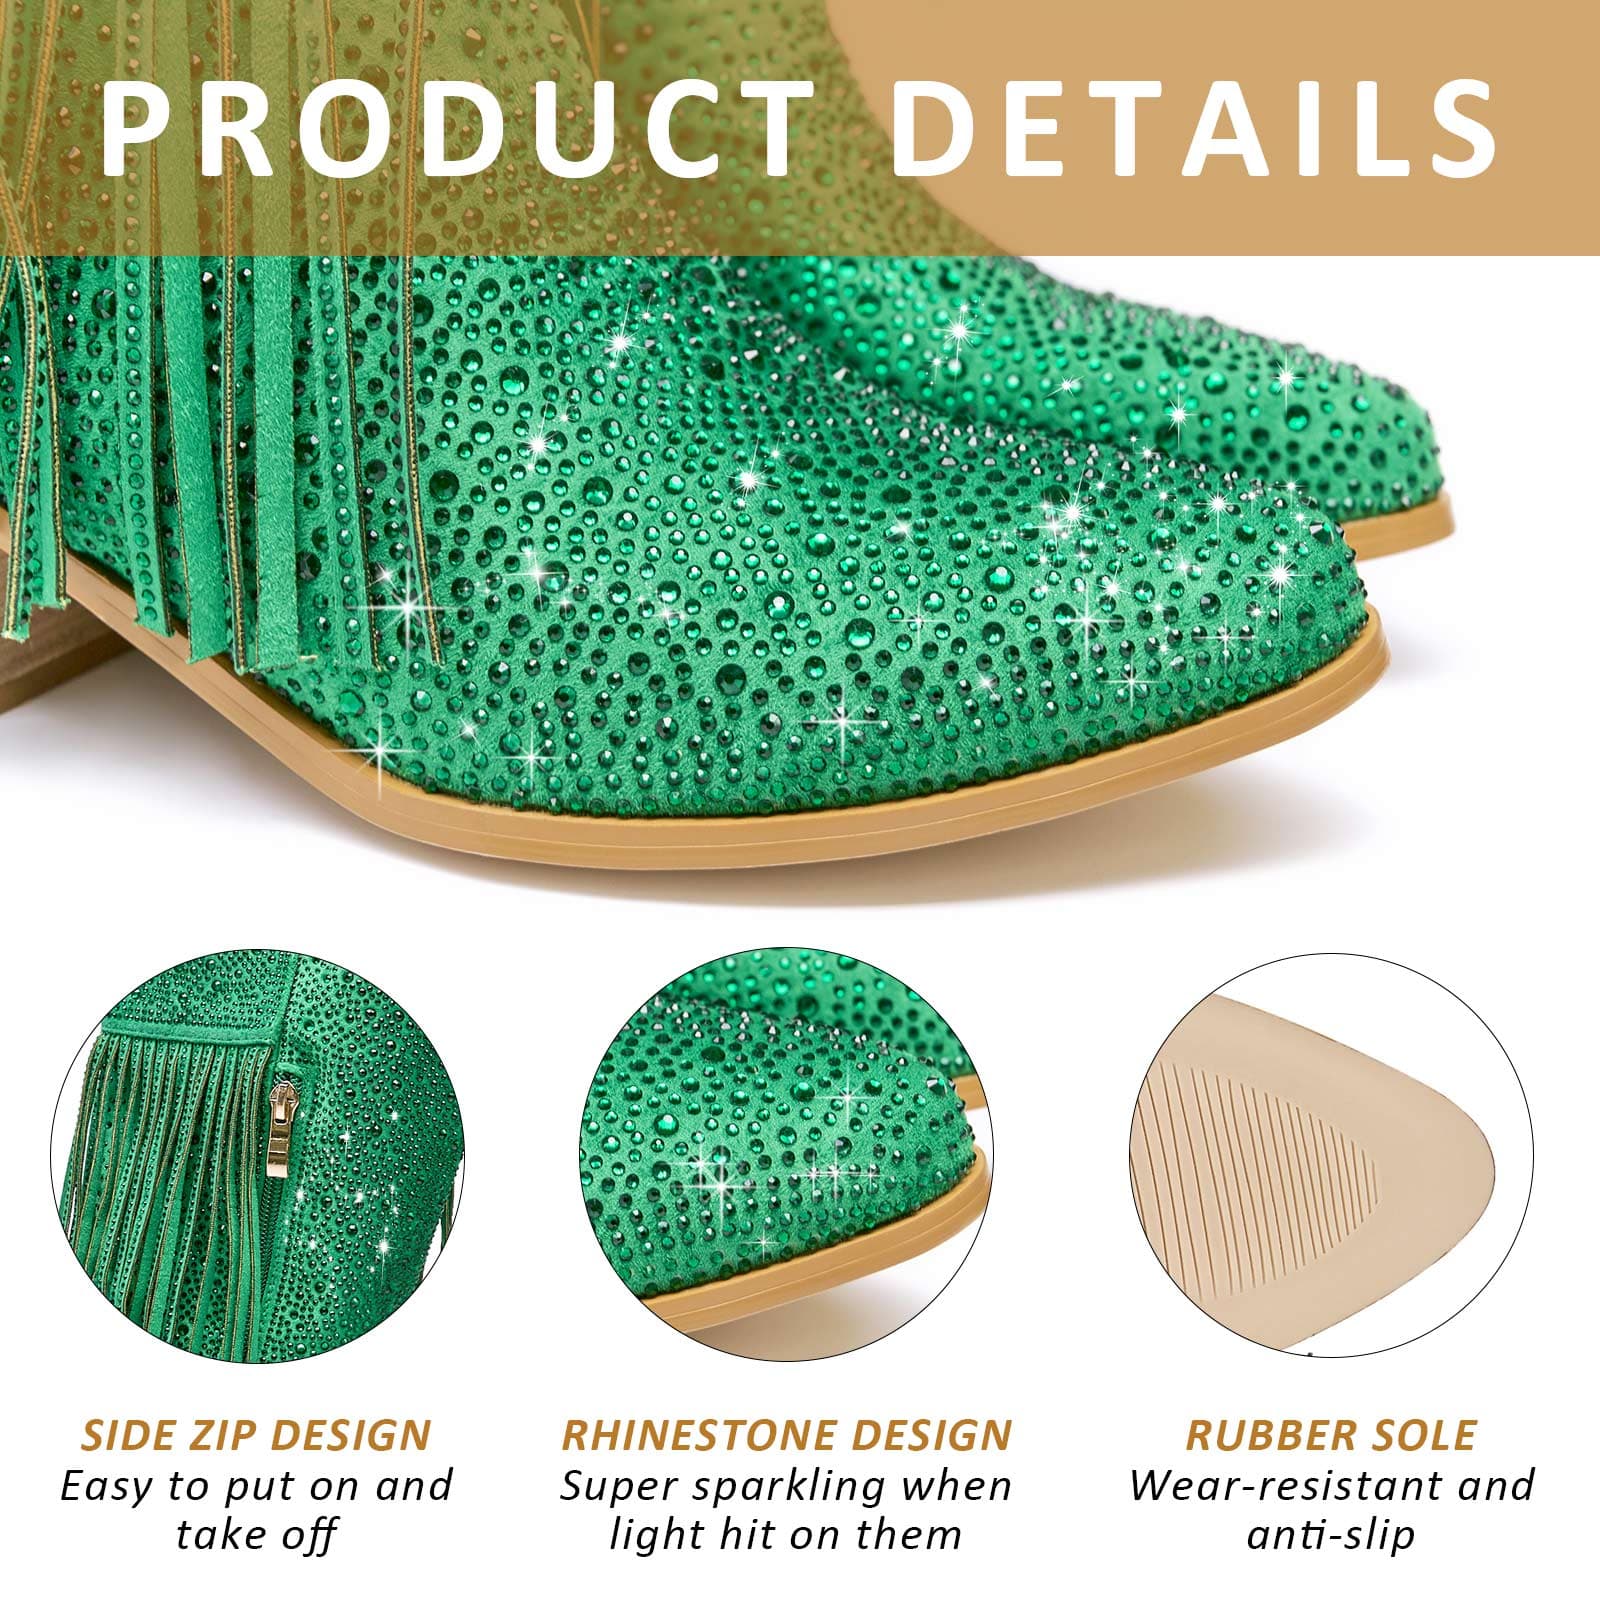 PRODUCT DETAILS
SIDE ZIP DESIGN
Easy to put on and
take off
RHINESTONE DESIGN
Super sparkling when
light hit on them
RUBBER SOLE
Wear-resistant and
anti-slip